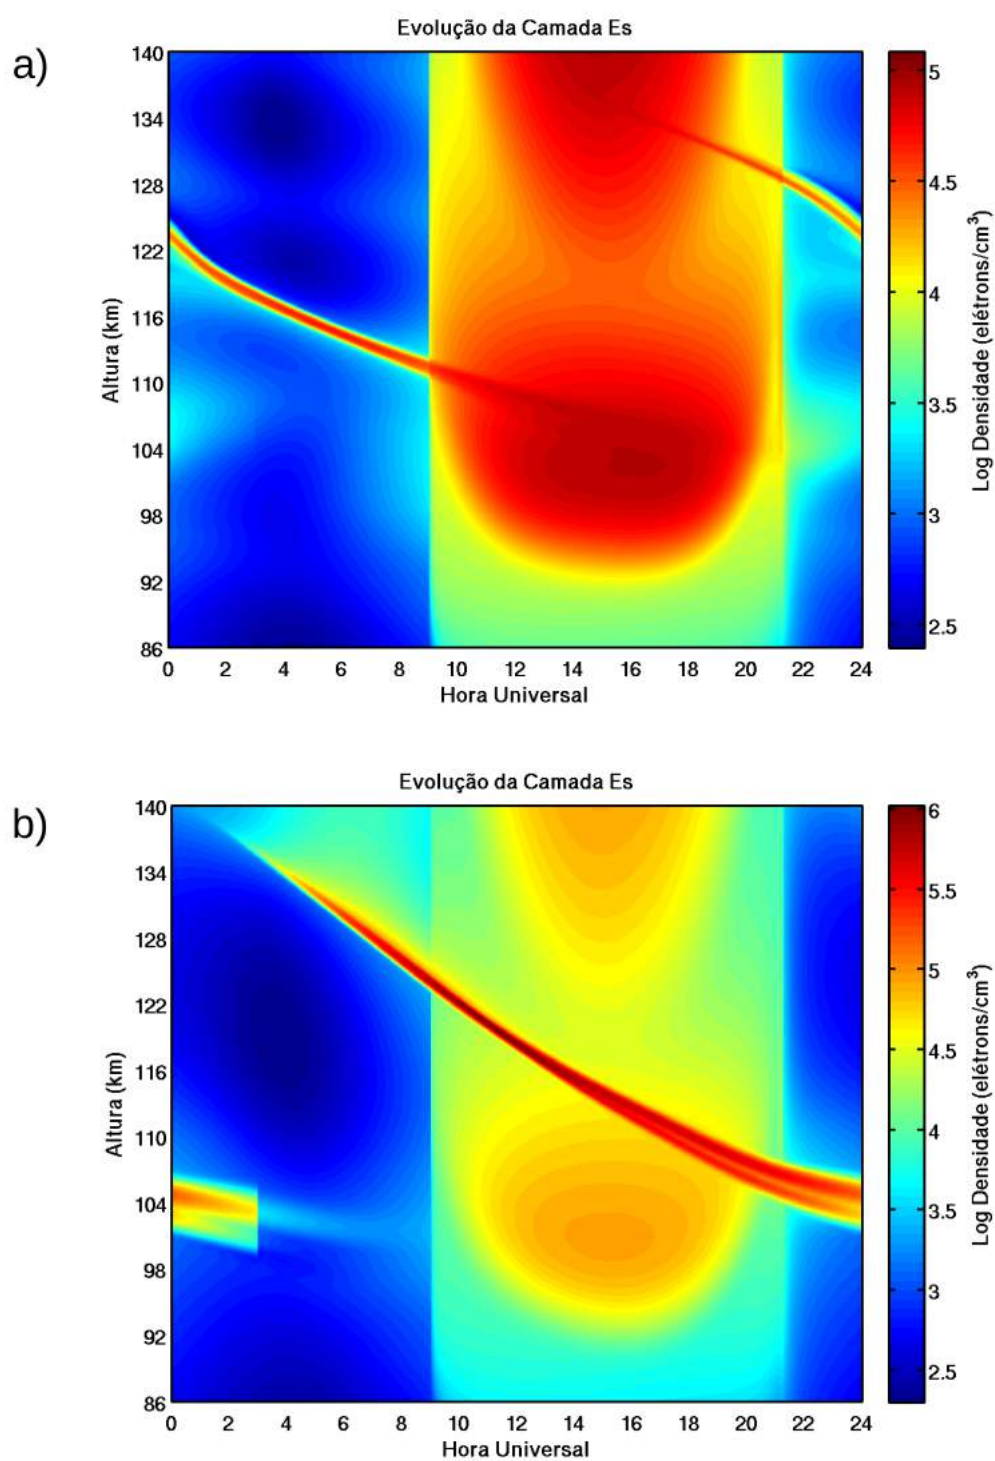 a)
Evolução da Camada Es
140
134
128
122
116
110
104
98
92
86
Altura (km)
0 2 4 6 8 10 12 14 16 18 20 22 24
Hora Universal
5
4.5
4
3.5
3
2.5
Log Densidade (elétrons/cm³)
b)
Evolução da Camada Es
140
134
128
122
116
110
104
98
92
86
Altura (km)
0 2 4 6 8 10 12 14 16 18 20 22 24
Hora Universal
6
5.5
5
4.5
4
3.5
3
2.5
Log Densidade (elétrons/cm³)